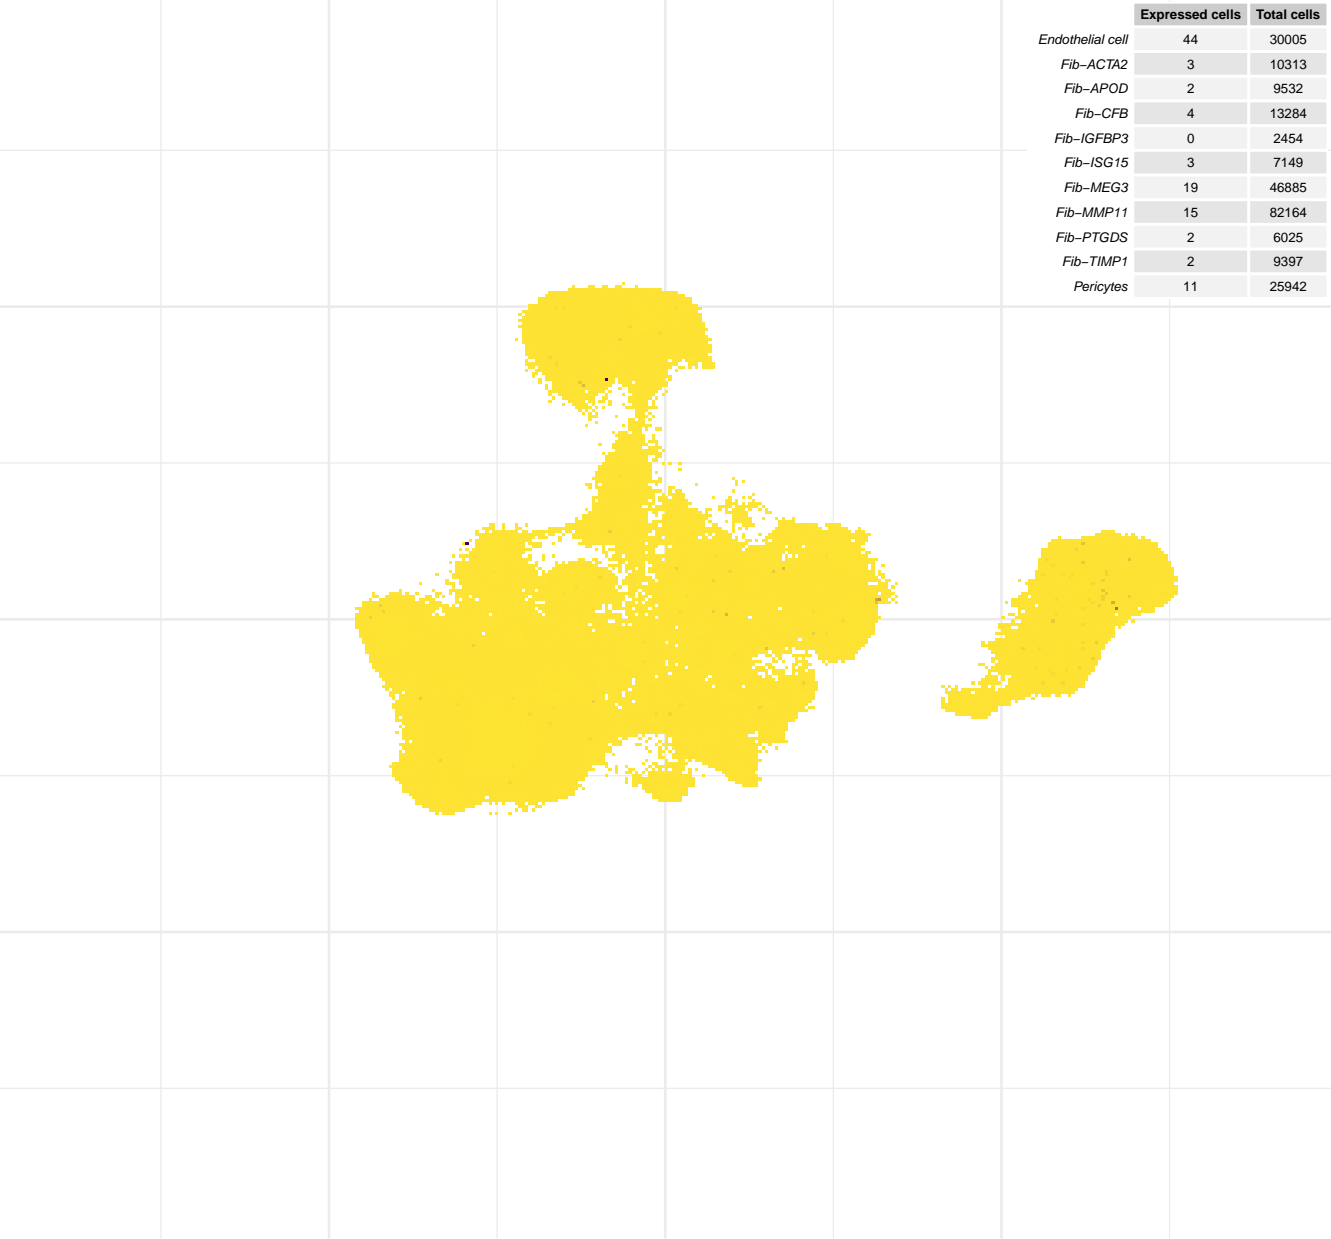 Expressed cells Total cells
Endothelial cell 44 30005
Fib−ACTA2 3 10313
Fib−APOD 2 9532
Fib−CFB 4 13284
Fib−IGFBP3 0 2454
Fib−ISG15 3 7149
Fib−MEG3 19 46885
Fib−MMP11 15 82164
Fib−PTGDS 2 6025
Fib−TIMP1 2 9397
Pericytes 11 25942